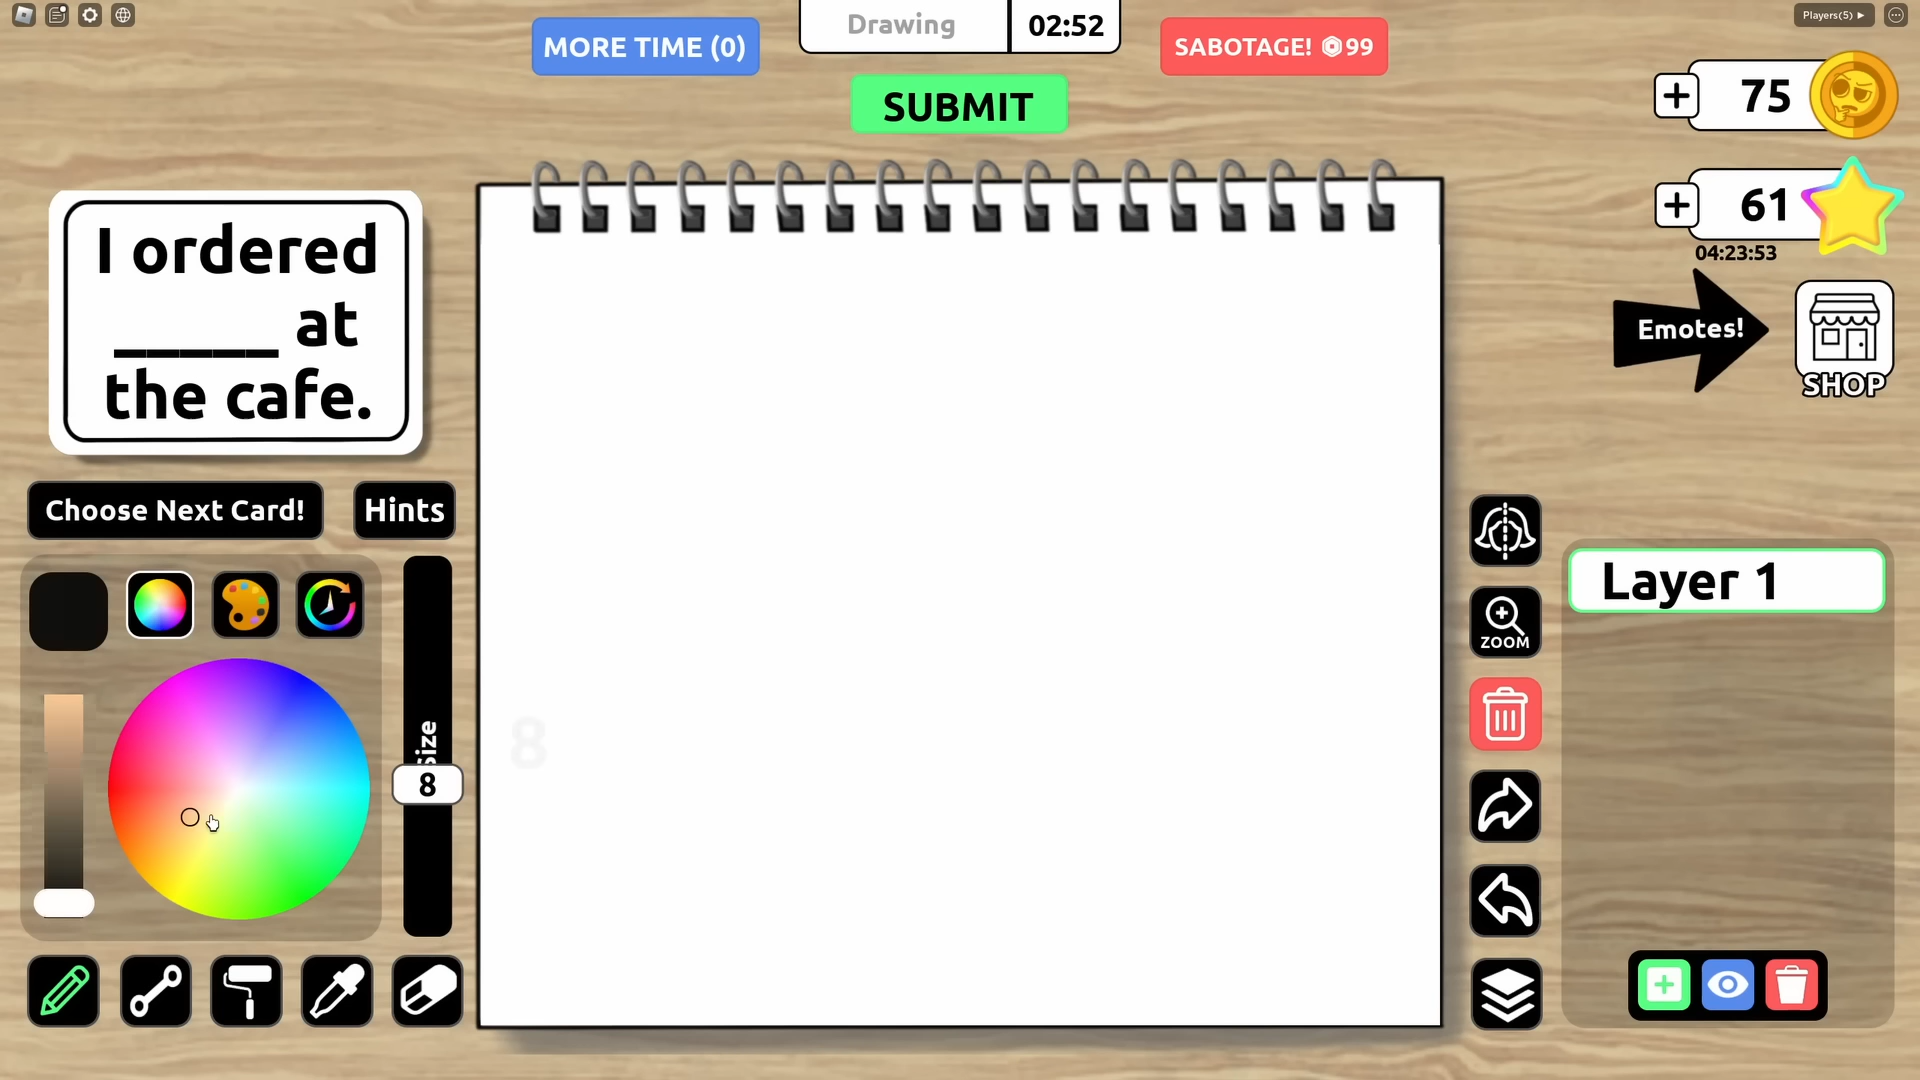 Players(5) ►
MORE TIME (0)
Drawing
02:52
SABOTAGE! 99
SUBMIT
75
61
04:23:53
Emotes!
SHOP
I ordered
_____ at
the cafe.
Choose Next Card!
Hints
Size
8
8
ZOOM
Layer 1